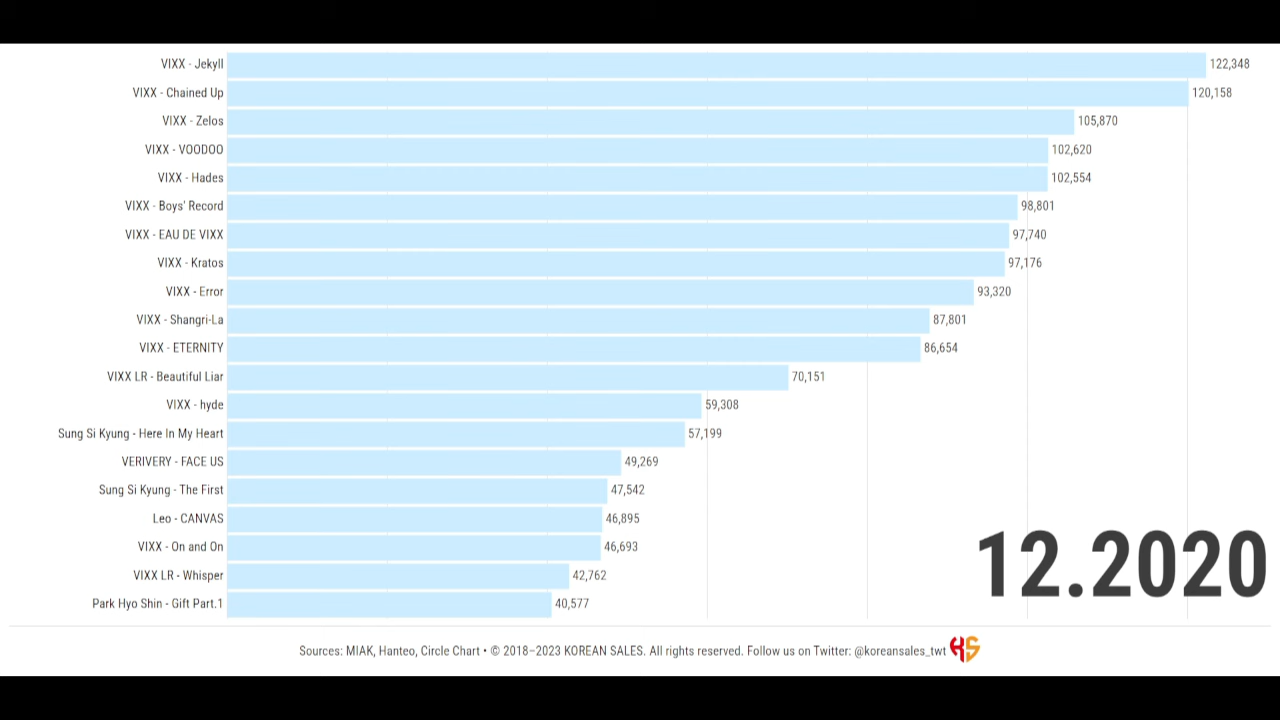 VIXX - Jekyll 122,348
VIXX - Chained Up 120,158
VIXX - Zelos 105,870
VIXX - VOODOO 102,620
VIXX - Hades 102,554
VIXX - Boys' Record 98,801
VIXX - EAU DE VIXX 97,740
VIXX - Kratos 97,176
VIXX - Error 93,320
VIXX - Shangri-La 87,801
VIXX - ETERNITY 86,654
VIXX LR - Beautiful Liar 70,151
VIXX - hyde 59,308
Sung Si Kyung - Here In My Heart 57,199
VERIVERY - FACE US 49,269
Sung Si Kyung - The First 47,542
Leo - CANVAS 46,895
VIXX - On and On 46,693
VIXX LR - Whisper 42,762
Park Hyo Shin - Gift Part.1 40,577
12.2020
Sources: MIAK, Hanteo, Circle Chart • © 2018–2023 KOREAN SALES. All rights reserved. Follow us on Twitter: @koreansales_twt KS